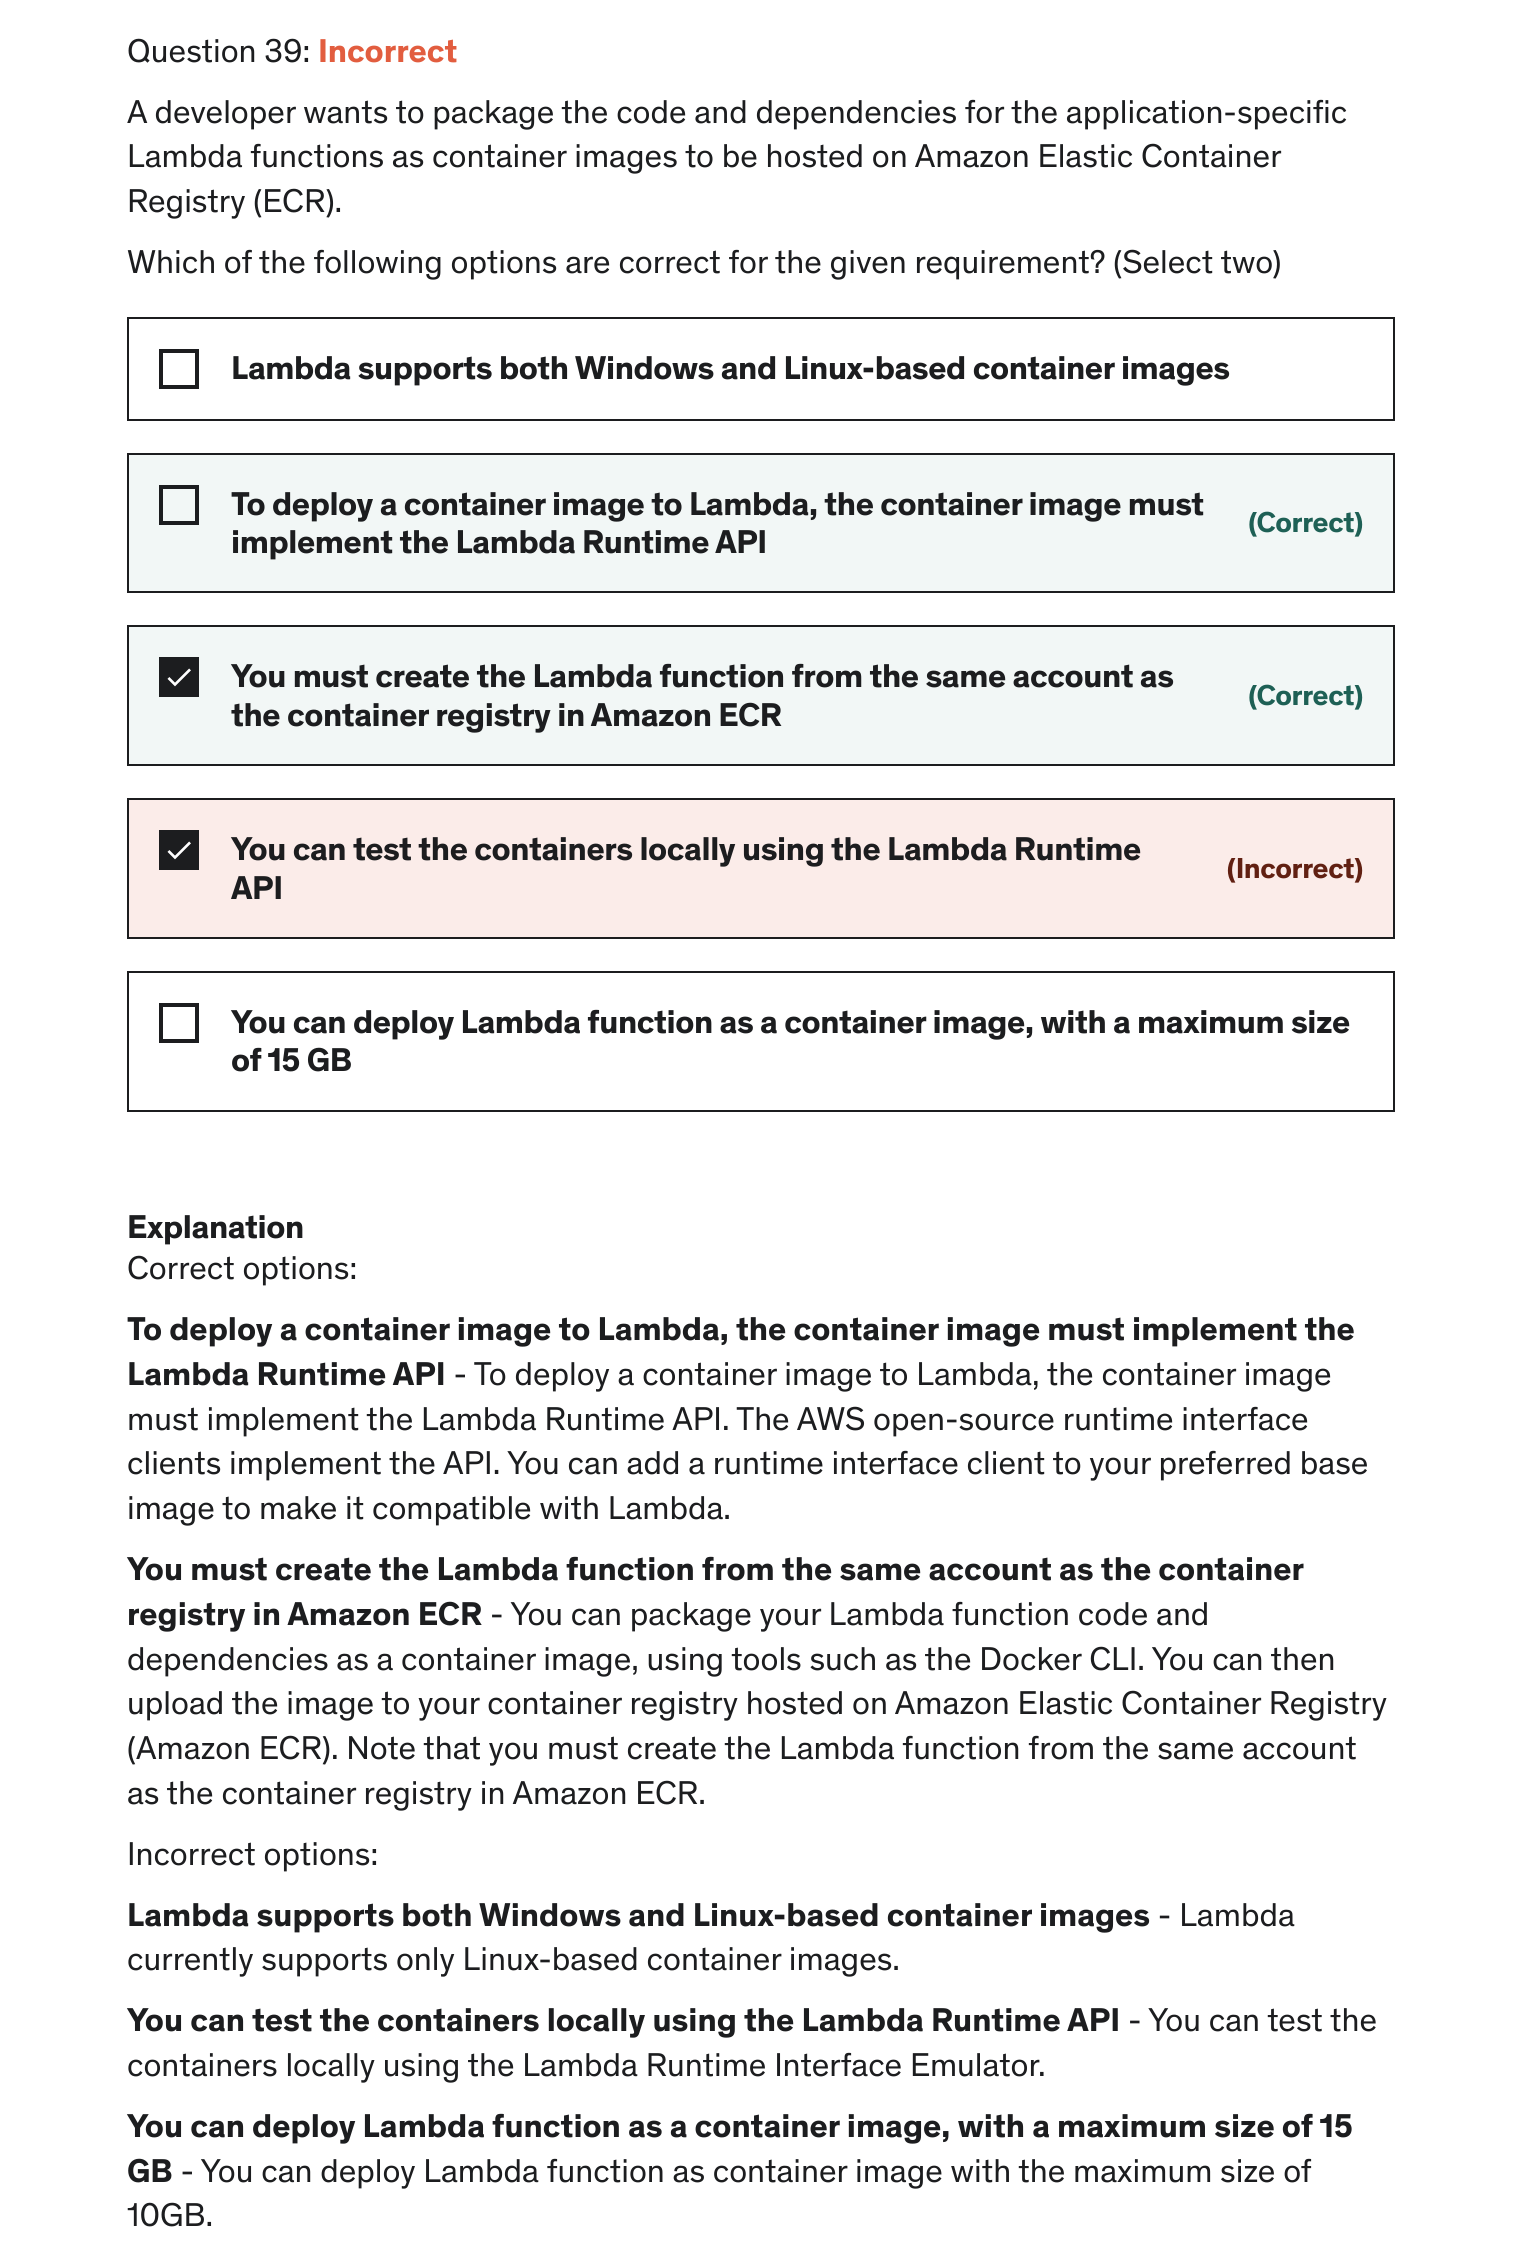 Question 39: Incorrect
A developer wants to package the code and dependencies for the application-specific
Lambda functions as container images to be hosted on Amazon Elastic Container
Registry (ECR).
Which of the following options are correct for the given requirement? (Select two)
Lambda supports both Windows and Linux-based container images
To deploy a container image to Lambda, the container image must
implement the Lambda Runtime API
(Correct)
You must create the Lambda function from the same account as
the container registry in Amazon ECR
(Correct)
You can test the containers locally using the Lambda Runtime
API
(Incorrect)
You can deploy Lambda function as a container image, with a maximum size
of 15 GB
Explanation
Correct options:
To deploy a container image to Lambda, the container image must implement the
Lambda Runtime API - To deploy a container image to Lambda, the container image
must implement the Lambda Runtime API. The AWS open-source runtime interface
clients implement the API. You can add a runtime interface client to your preferred base
image to make it compatible with Lambda.
You must create the Lambda function from the same account as the container
registry in Amazon ECR - You can package your Lambda function code and
dependencies as a container image, using tools such as the Docker CLI. You can then
upload the image to your container registry hosted on Amazon Elastic Container Registry
(Amazon ECR). Note that you must create the Lambda function from the same account
as the container registry in Amazon ECR.
Incorrect options:
Lambda supports both Windows and Linux-based container images - Lambda
currently supports only Linux-based container images.
You can test the containers locally using the Lambda Runtime API - You can test the
containers locally using the Lambda Runtime Interface Emulator.
You can deploy Lambda function as a container image, with a maximum size of 15
GB - You can deploy Lambda function as container image with the maximum size of
10GB.